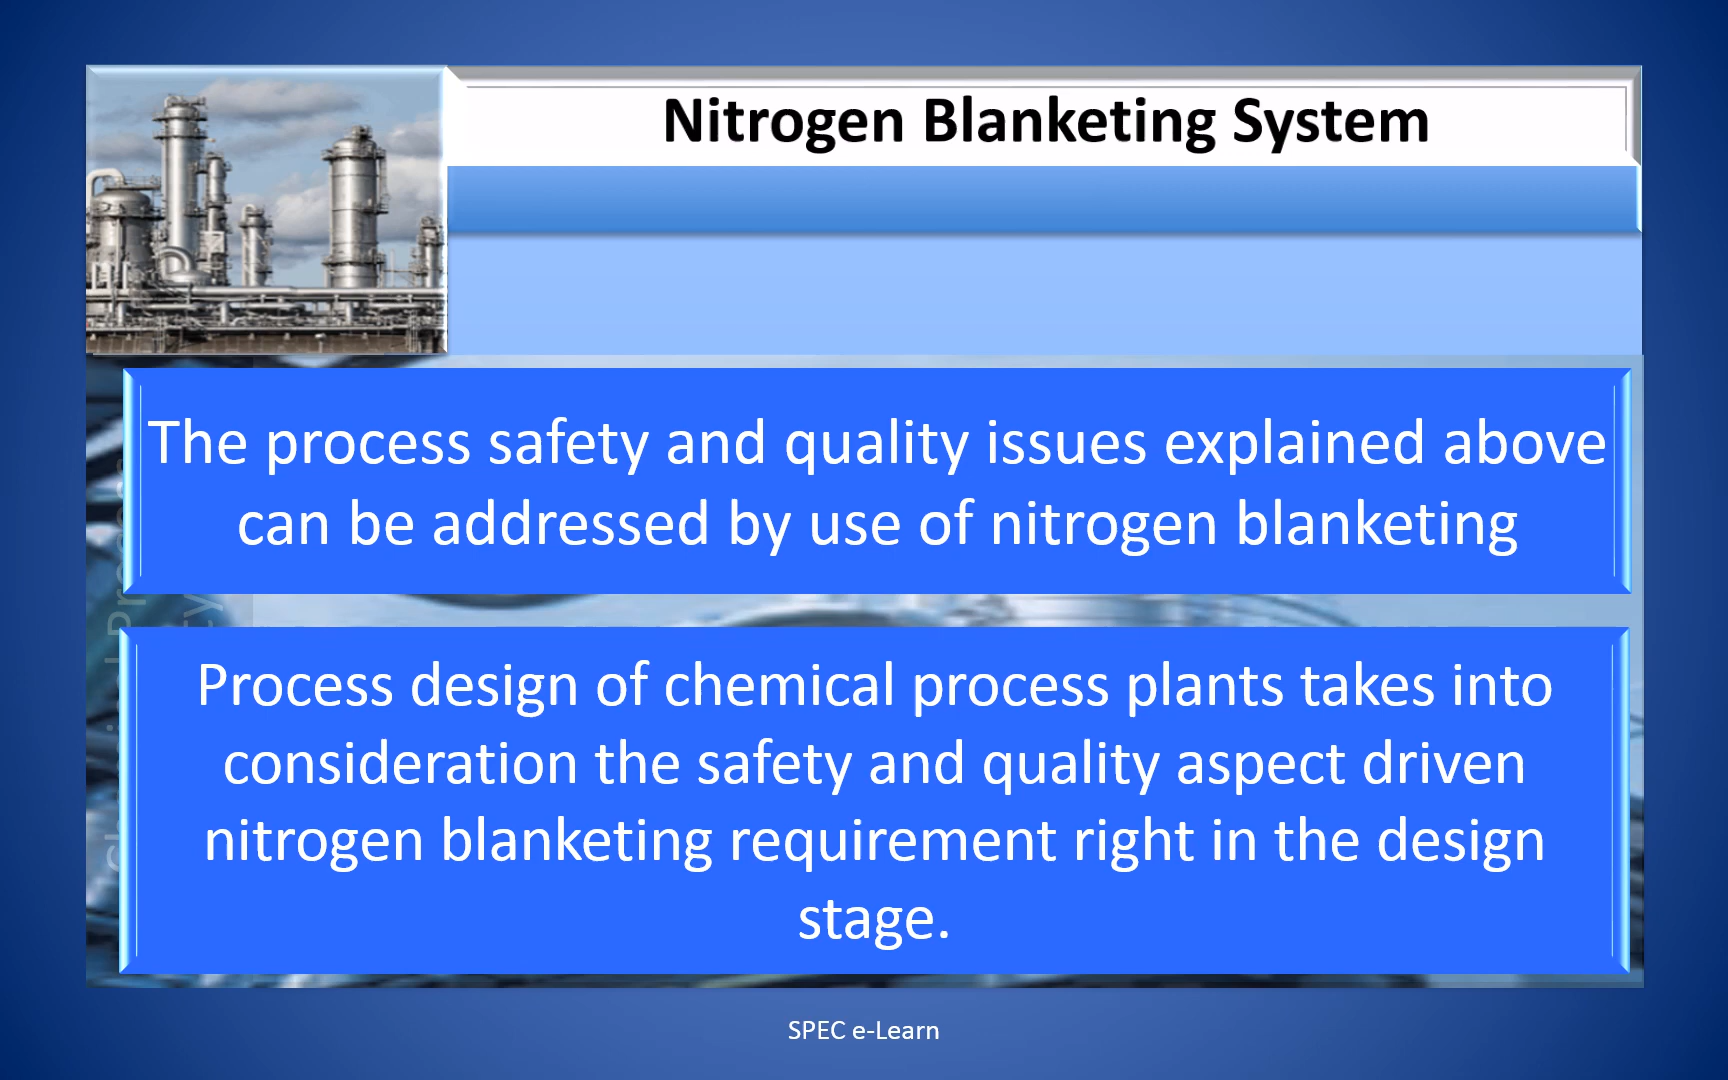 Nitrogen Blanketing System
The process safety and quality issues explained above
can be addressed by use of nitrogen blanketing
Process design of chemical process plants takes into
consideration the safety and quality aspect driven
nitrogen blanketing requirement right in the design
stage.
SPEC e-Learn